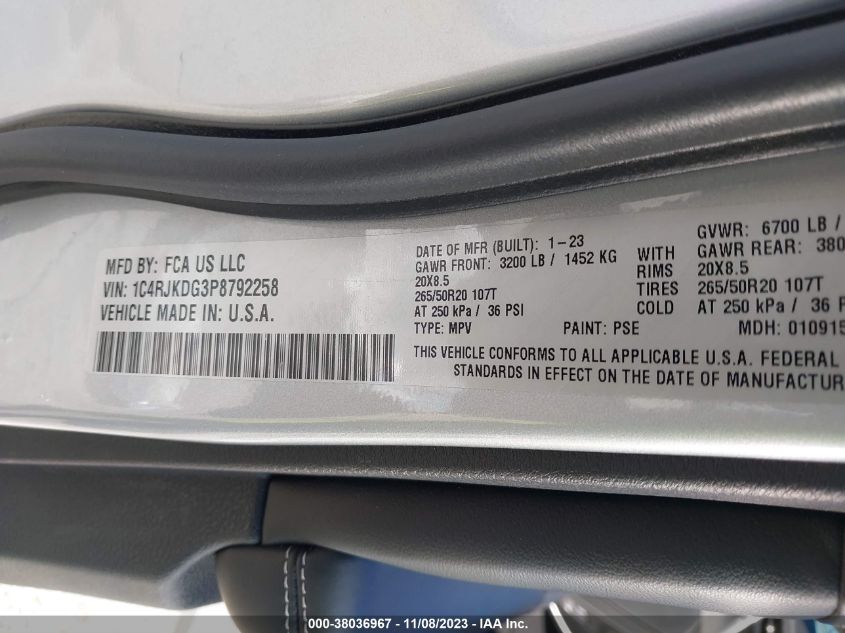 MFD BY: FCA US LLC
VIN: 1C4RJKDG3P8792258
VEHICLE MADE IN: U.S.A.
DATE OF MFR (BUILT): 1-23
GAWR FRONT: 3200 LB / 1452 KG
20X8.5
265/50R20 107T
AT 250 kPa / 36 PSI
TYPE: MPV
PAINT: PSE
WITH
RIMS
TIRES
COLD
GVWR: 6700 LB /
GAWR REAR: 380
20X8.5
265/50R20 107T
AT 250 kPa / 36 P
MDH: 010915
THIS VEHICLE CONFORMS TO ALL APPLICABLE U.S.A. FEDERAL
STANDARDS IN EFFECT ON THE DATE OF MANUFACTUR
000-38036967 - 11/08/2023 - IAA, Inc.